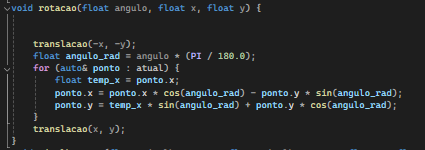 void rotacao(float angulo, float x, float y) {
translacao(-x, -y);
float angulo_rad = angulo * (PI / 180.0);
for (auto& ponto : atual) {
float temp_x = ponto.x;
ponto.x = ponto.x * cos(angulo_rad) - ponto.y * sin(angulo_rad);
ponto.y = temp_x * sin(angulo_rad) + ponto.y * cos(angulo_rad);
}
translacao(x, y);
}